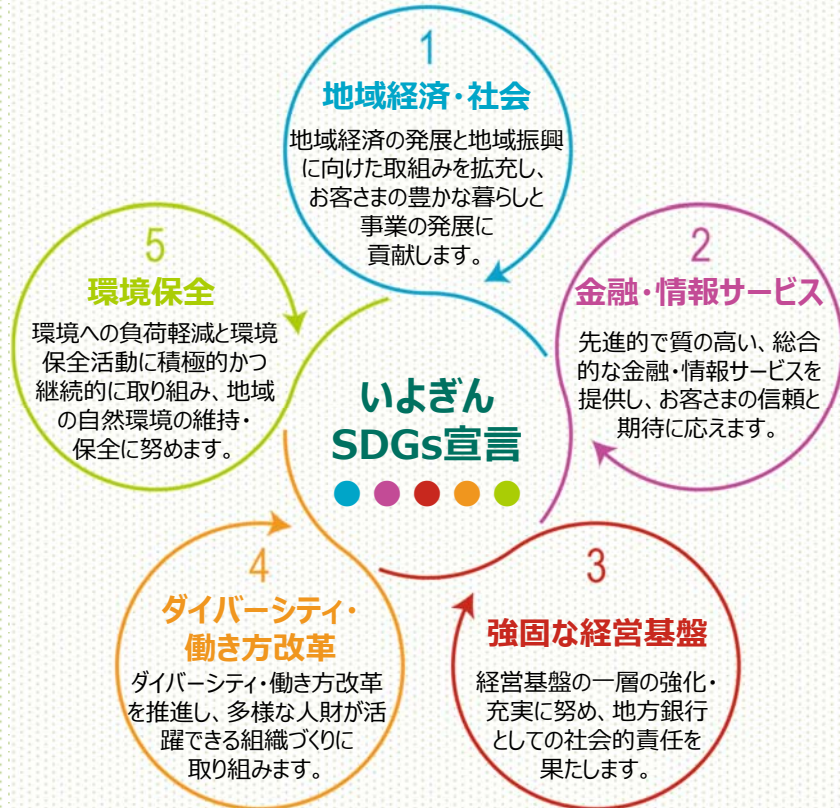 1
地域経済・社会
地域経済の発展と地域振興
に向けた取組みを拡充し、
お客さまの豊かな暮らしと
事業の発展に
貢献します。
2
金融・情報サービス
先進的で質の高い、総合
的な金融・情報サービスを
提供し、お客さまの信頼と
期待に応えます。
3
強固な経営基盤
経営基盤の一層の強化・
充実に努め、地方銀行
としての社会的責任を
果たします。
4
ダイバーシティ・
働き方改革
ダイバーシティ・働き方改革
を推進し、多様な人財が活
躍できる組織づくりに
取り組みます。
5
環境保全
環境への負荷軽減と環境
保全活動に積極的かつ
継続的に取り組み、地域
の自然環境の維持・
保全に努めます。
いよぎん
SDGs宣言